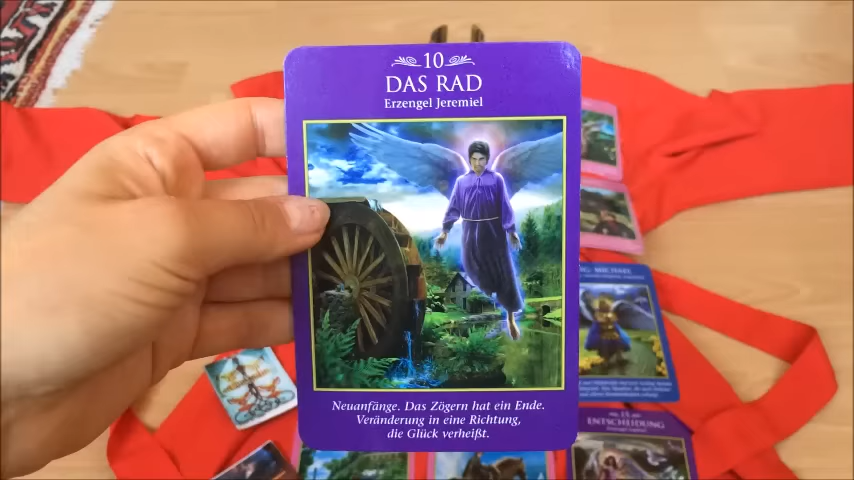 10
DAS RAD
Erzengel Jeremiel
Neuanfänge. Das Zögern hat ein Ende.
Veränderung in eine Richtung,
die Glück verheißt.
MICHAEL
15
ENTSCHEIDUNG